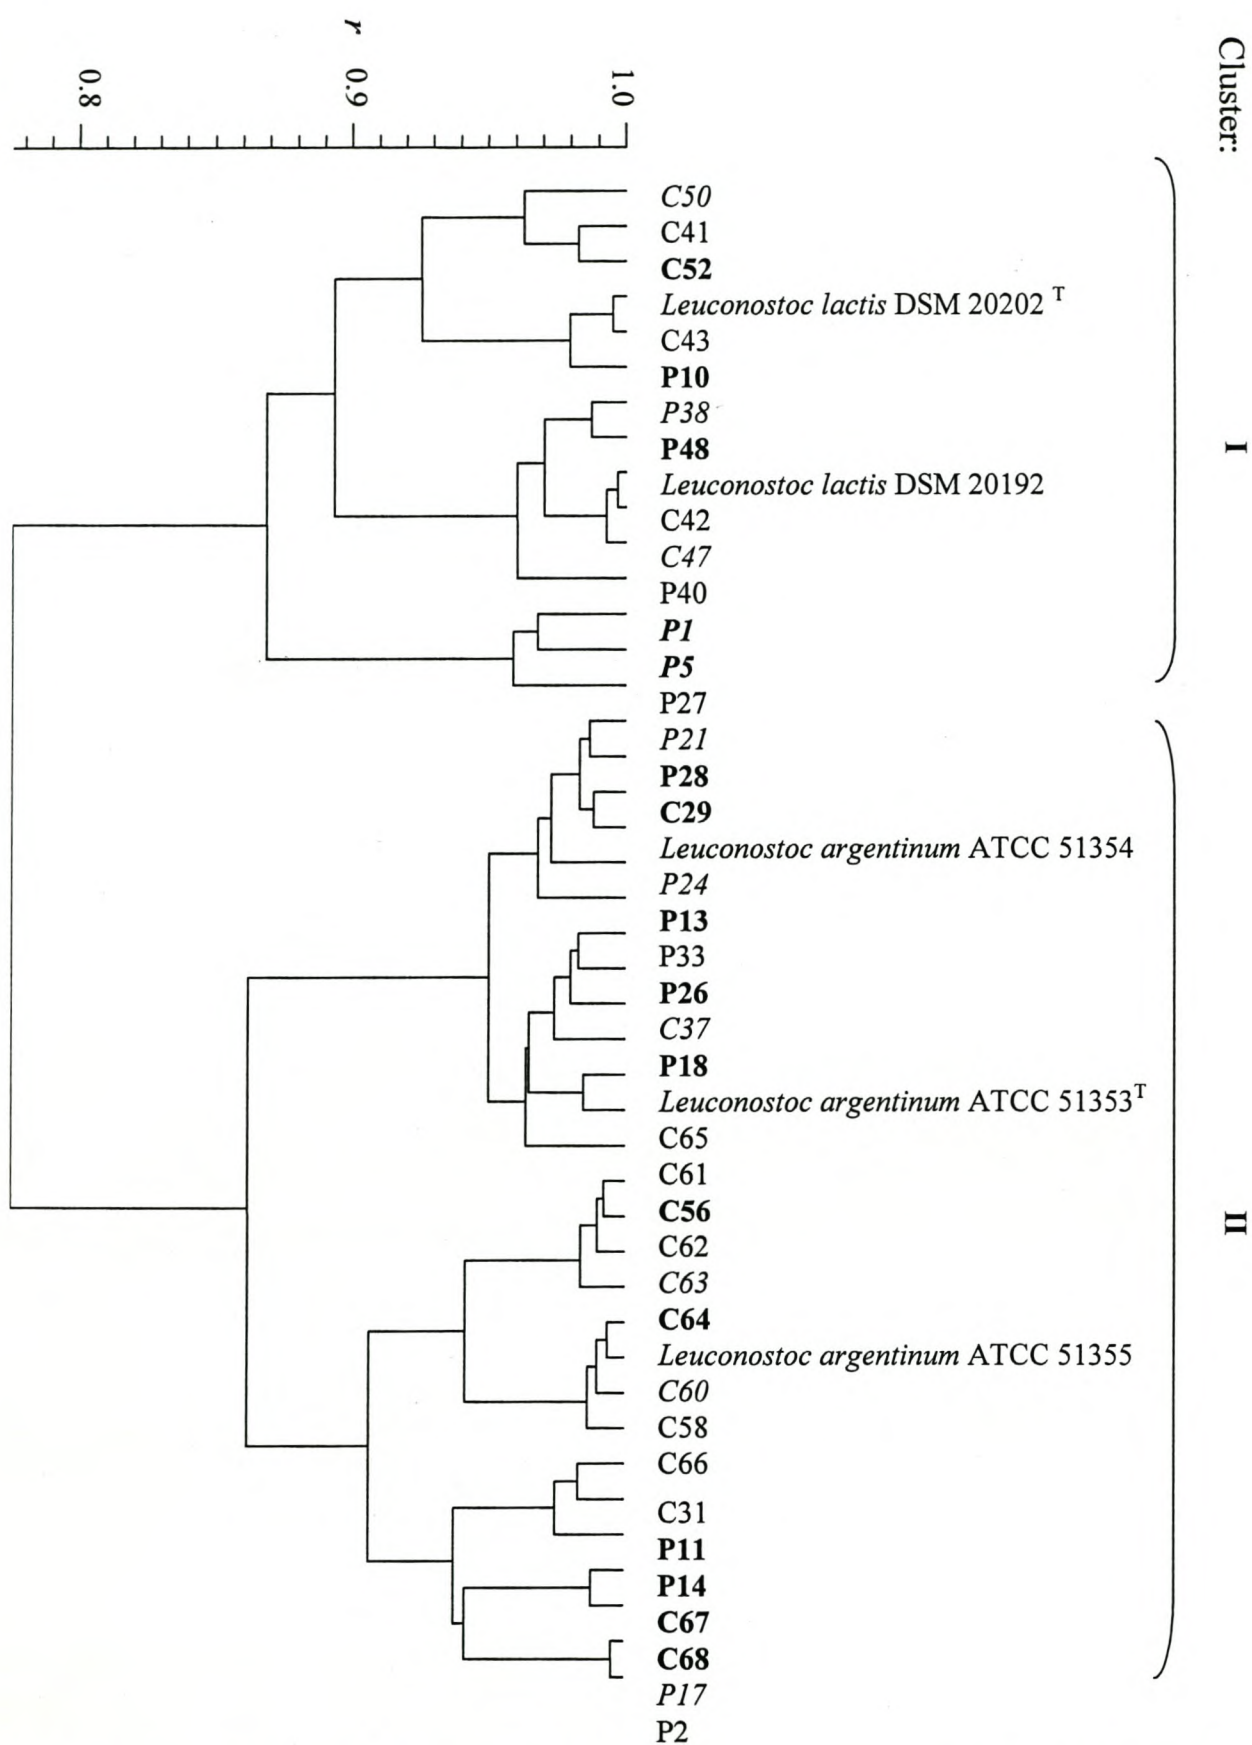 Cluster:
I
II
r
0.8
0.9
1.0
C50
C41
C52
Leuconostoc lactis DSM 20202 T
C43
P10
P38
P48
Leuconostoc lactis DSM 20192
C42
C47
P40
P1
P5
P27
P21
P28
C29
Leuconostoc argentinum ATCC 51354
P24
P13
P33
P26
C37
P18
Leuconostoc argentinum ATCC 51353T
C65
C61
C56
C62
C63
C64
Leuconostoc argentinum ATCC 51355
C60
C58
C66
C31
P11
P14
C67
C68
P17
P2